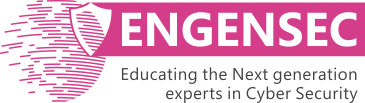 ENGENSEC
Educating the Next generation
experts in Cyber Security